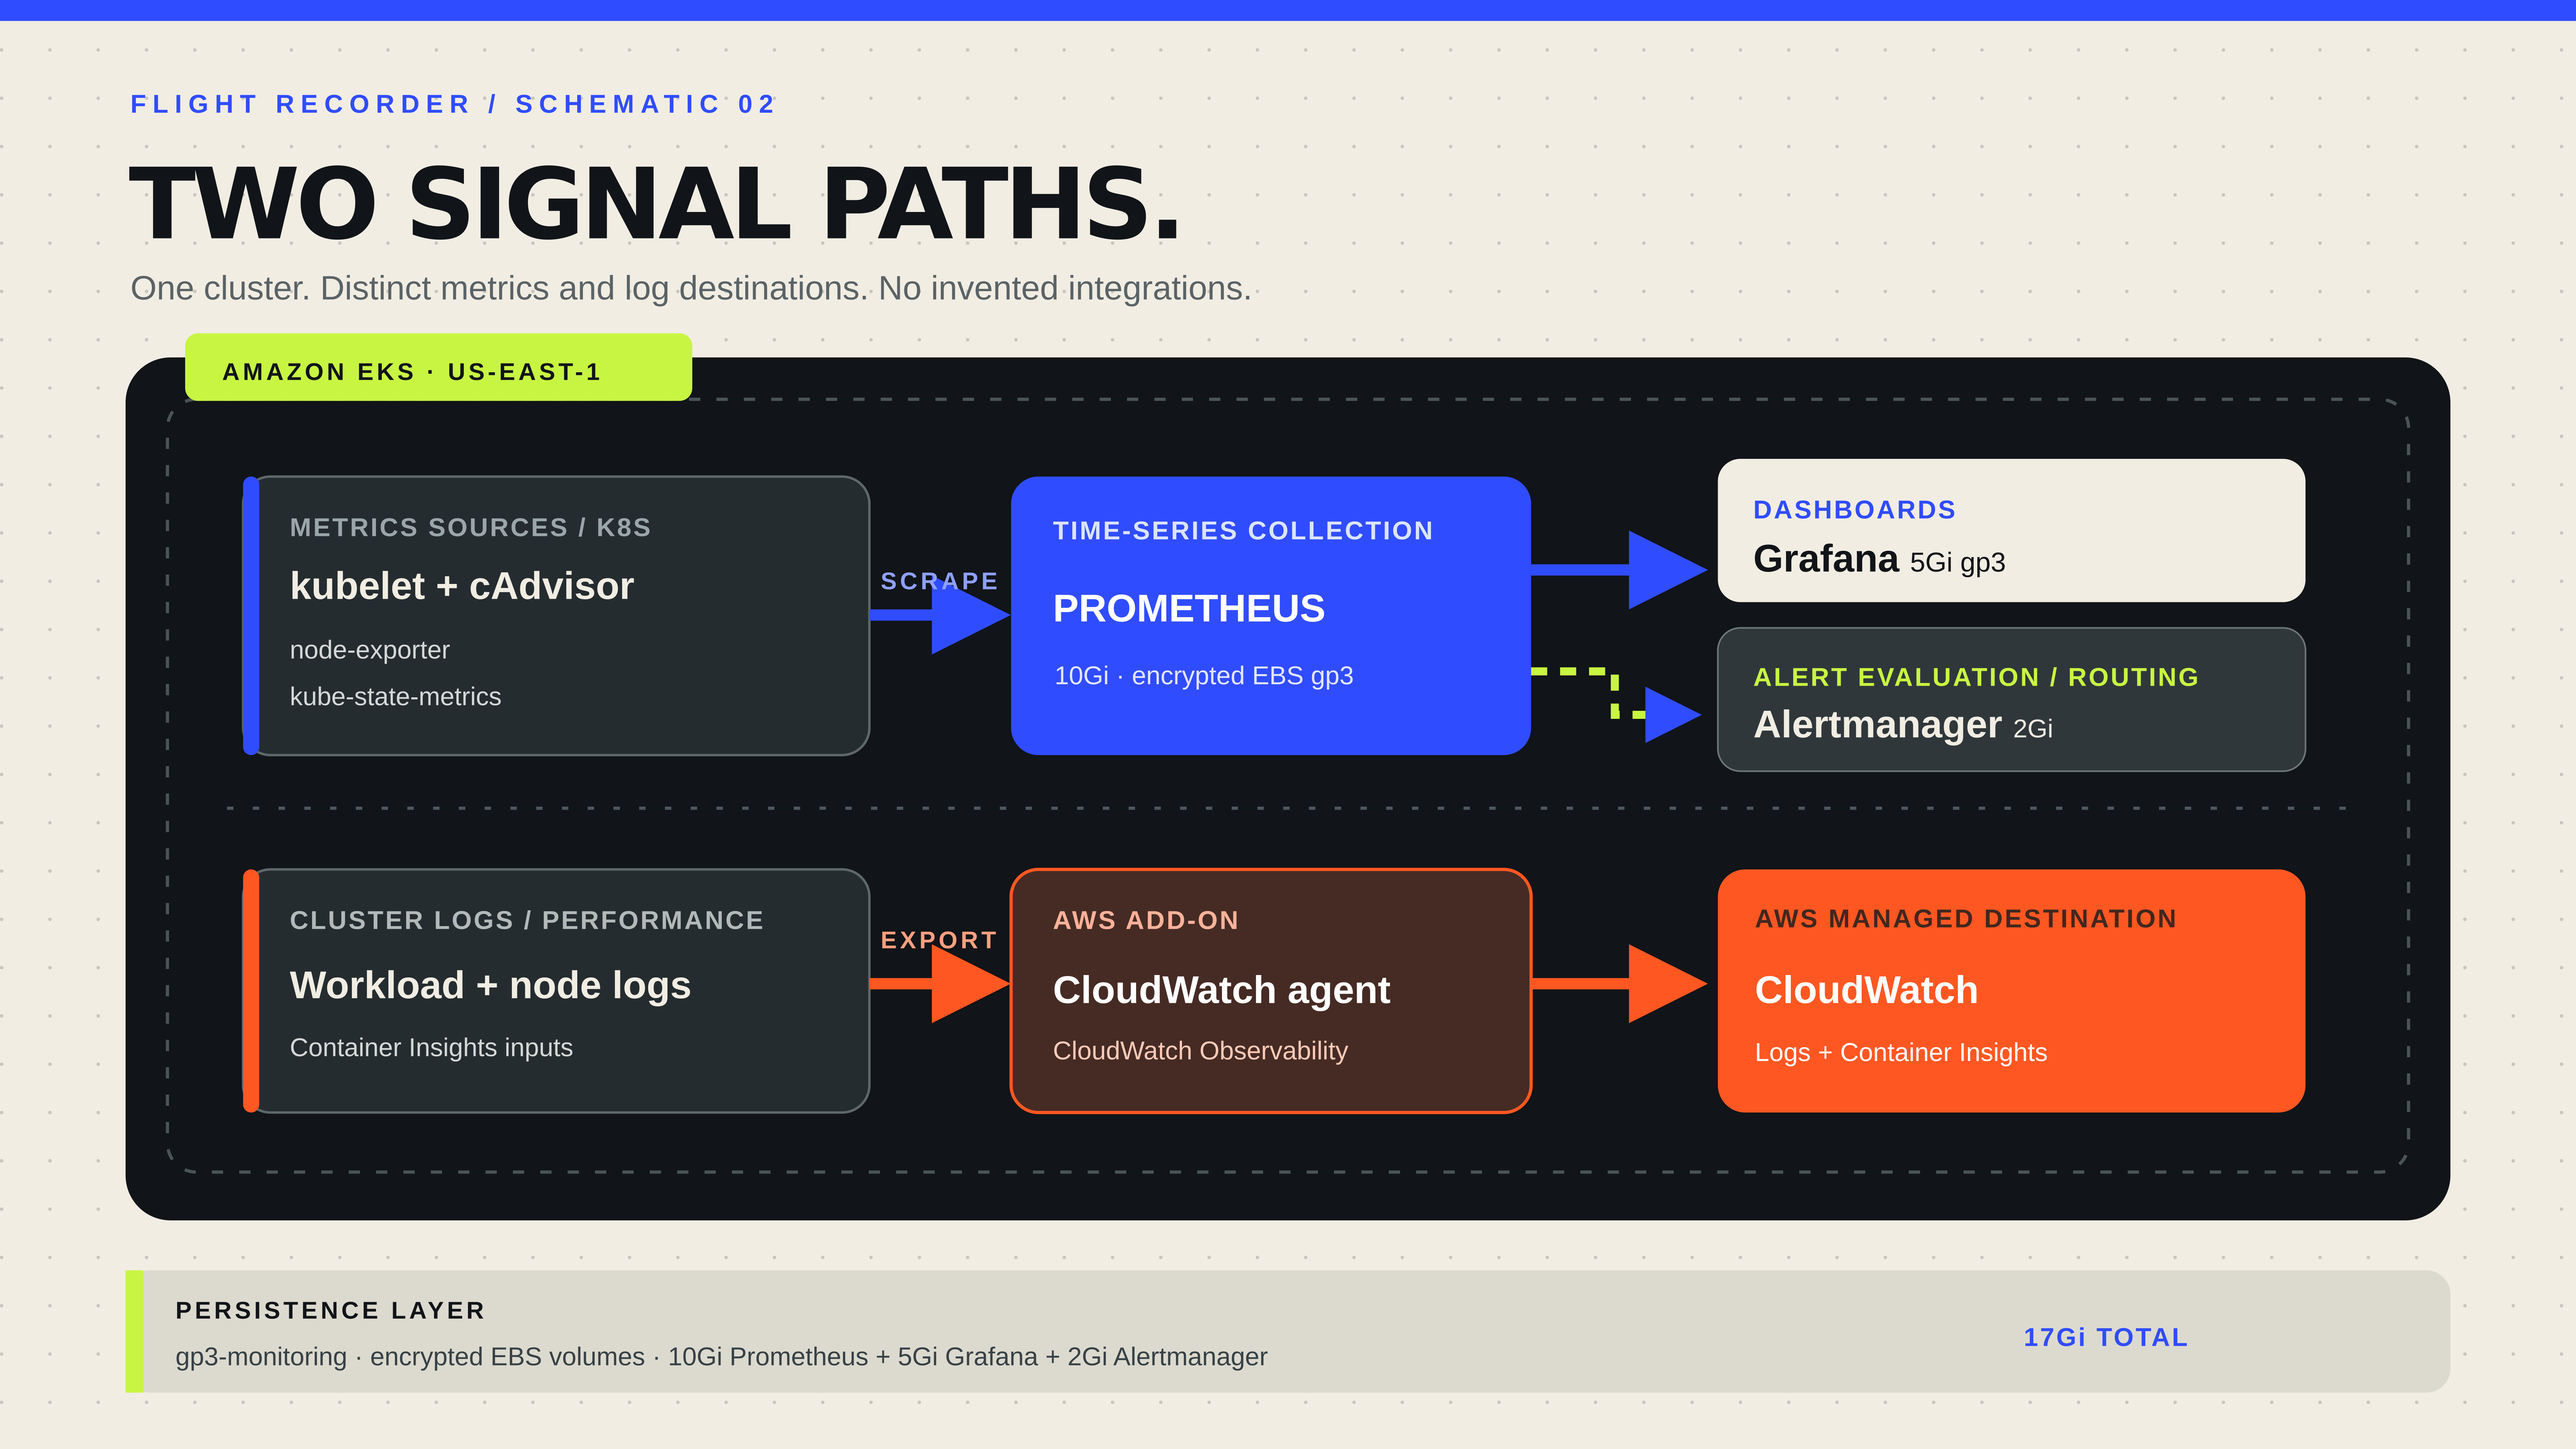 FLIGHT RECORDER / SCHEMATIC 02
TWO SIGNAL PATHS.
One cluster. Distinct metrics and log destinations. No invented integrations.
AMAZON EKS · US-EAST-1
METRICS SOURCES / K8S
kubelet + cAdvisor
node-exporter
kube-state-metrics
SCRAPE
TIME-SERIES COLLECTION
PROMETHEUS
10Gi · encrypted EBS gp3
DASHBOARDS
Grafana 5Gi gp3
ALERT EVALUATION / ROUTING
Alertmanager 2Gi
CLUSTER LOGS / PERFORMANCE
Workload + node logs
Container Insights inputs
EXPORT
AWS ADD-ON
CloudWatch agent
CloudWatch Observability
AWS MANAGED DESTINATION
CloudWatch
Logs + Container Insights
PERSISTENCE LAYER
gp3-monitoring · encrypted EBS volumes · 10Gi Prometheus + 5Gi Grafana + 2Gi Alertmanager
17Gi TOTAL